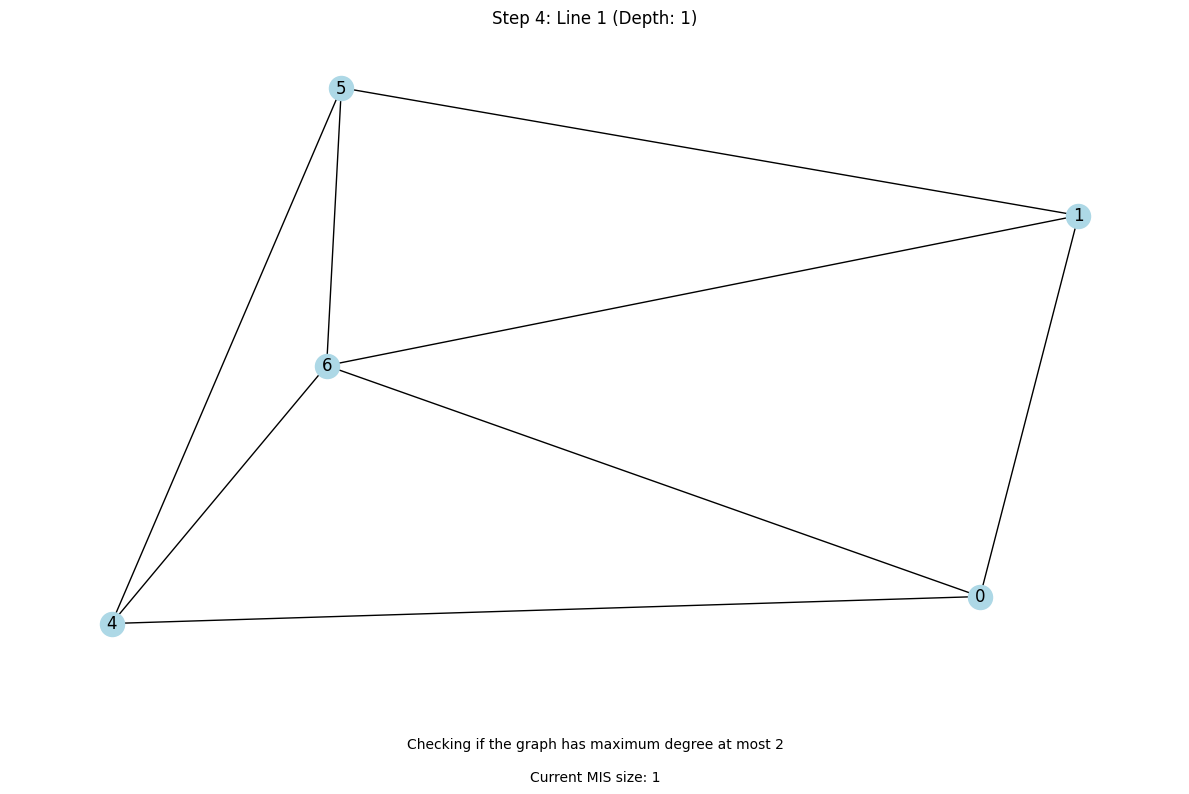 Step 4: Line 1 (Depth: 1)
5
1
6
0
4
Checking if the graph has maximum degree at most 2
Current MIS size: 1